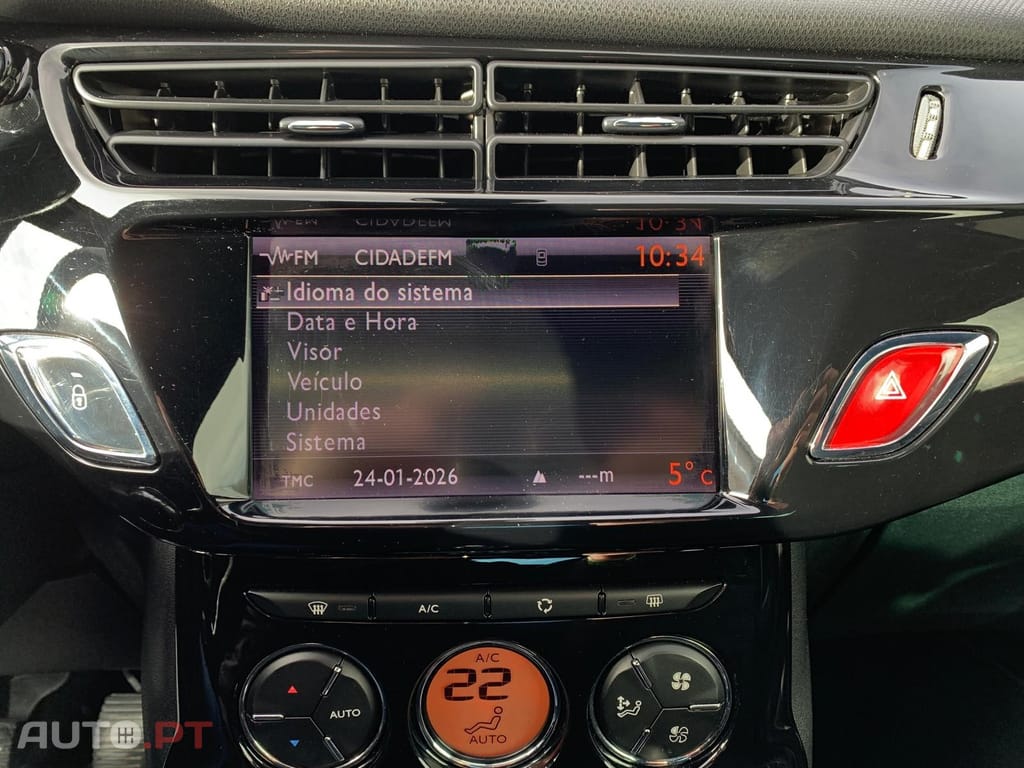 FM CIDADEFM 10:34
Idioma do sistema
Data e Hora
Visor
Veículo
Unidades
Sistema
TMC 24-01-2026 ---m 5°C
A/C
A/C
22
AUTO
AUTO
AUTO.PT